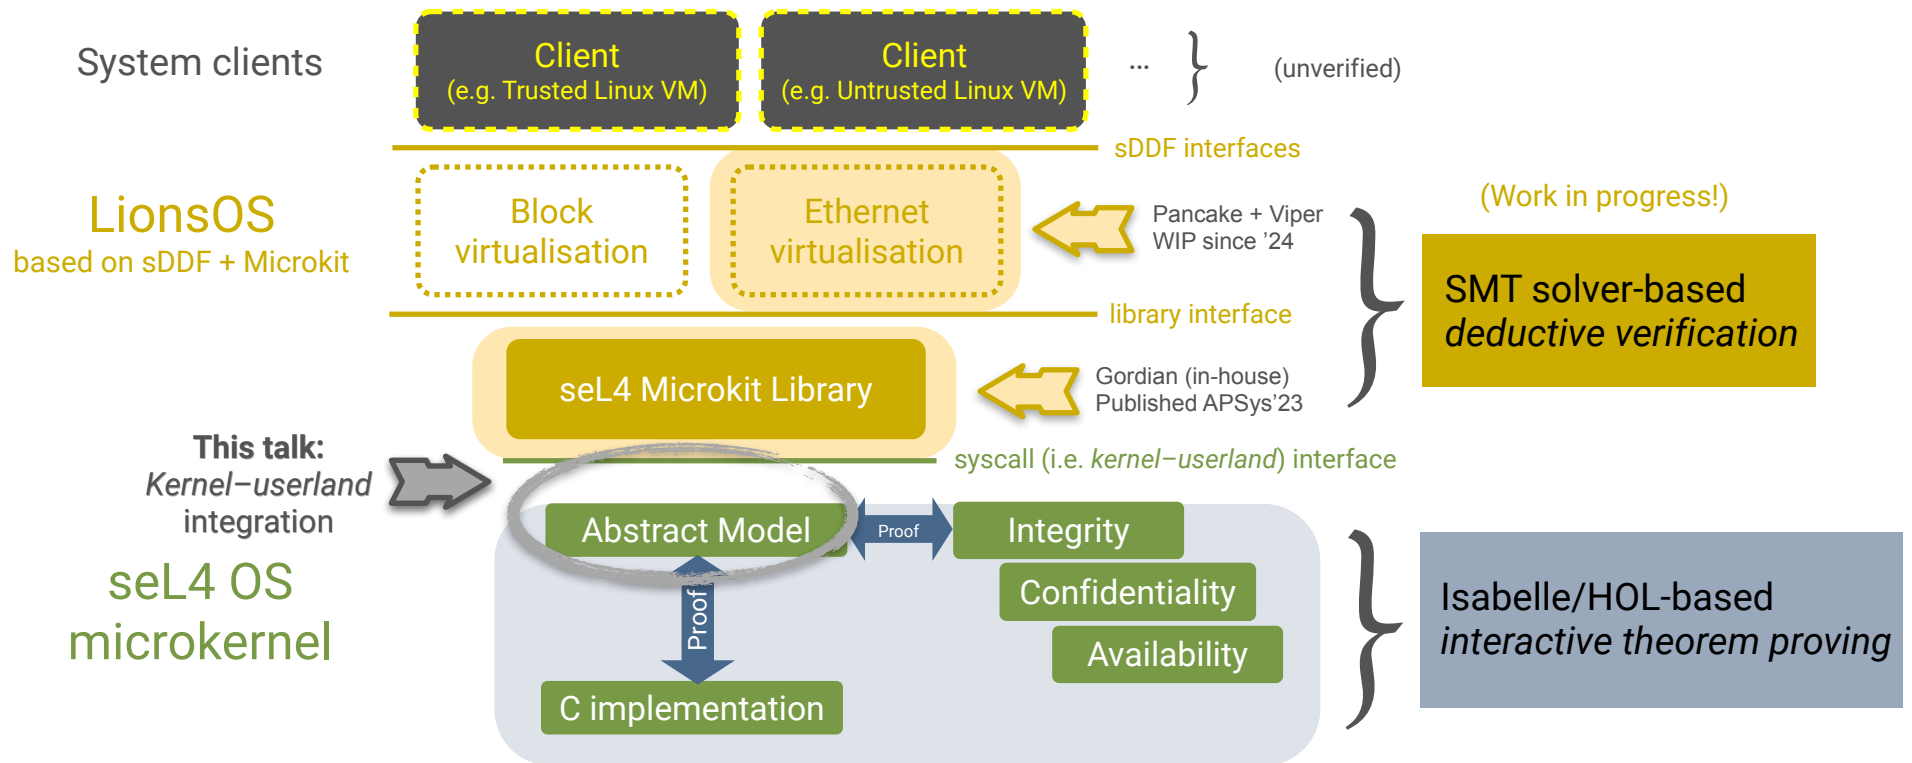 System clients
Client
(e.g. Trusted Linux VM)
Client
(e.g. Untrusted Linux VM)
...
(unverified)
sDDF interfaces
LionsOS
based on sDDF + Microkit
Block
virtualisation
Ethernet
virtualisation
Pancake + Viper
WIP since ’24
(Work in progress!)
SMT solver-based
deductive verification
library interface
seL4 Microkit Library
Gordian (in-house)
Published APSys’23
This talk:
Kernel–userland
integration
syscall (i.e. kernel–userland) interface
seL4 OS
microkernel
Abstract Model
Proof
Integrity
Confidentiality
Availability
Proof
C implementation
Isabelle/HOL-based
interactive theorem proving